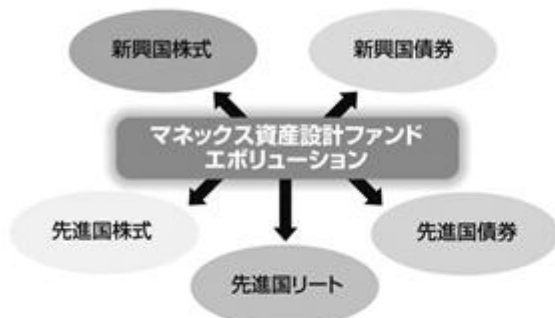 新興国株式
新興国債券
マネックス資産設計ファンド
エボリューション
先進国株式
先進国債券
先進国リート